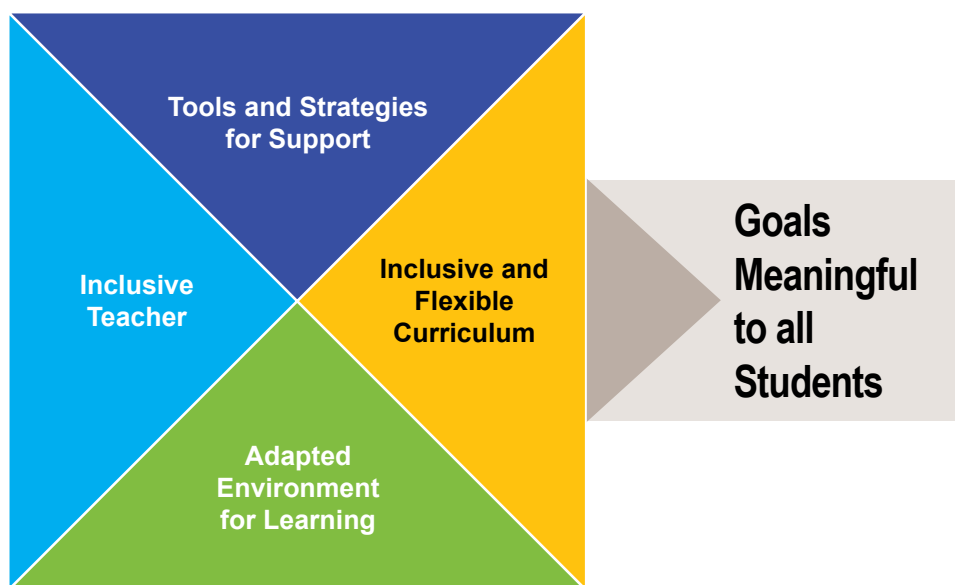 Tools and Strategies
for Support
Inclusive
Teacher
Inclusive and
Flexible
Curriculum
Adapted
Environment
for Learning
Goals
Meaningful
to all
Students